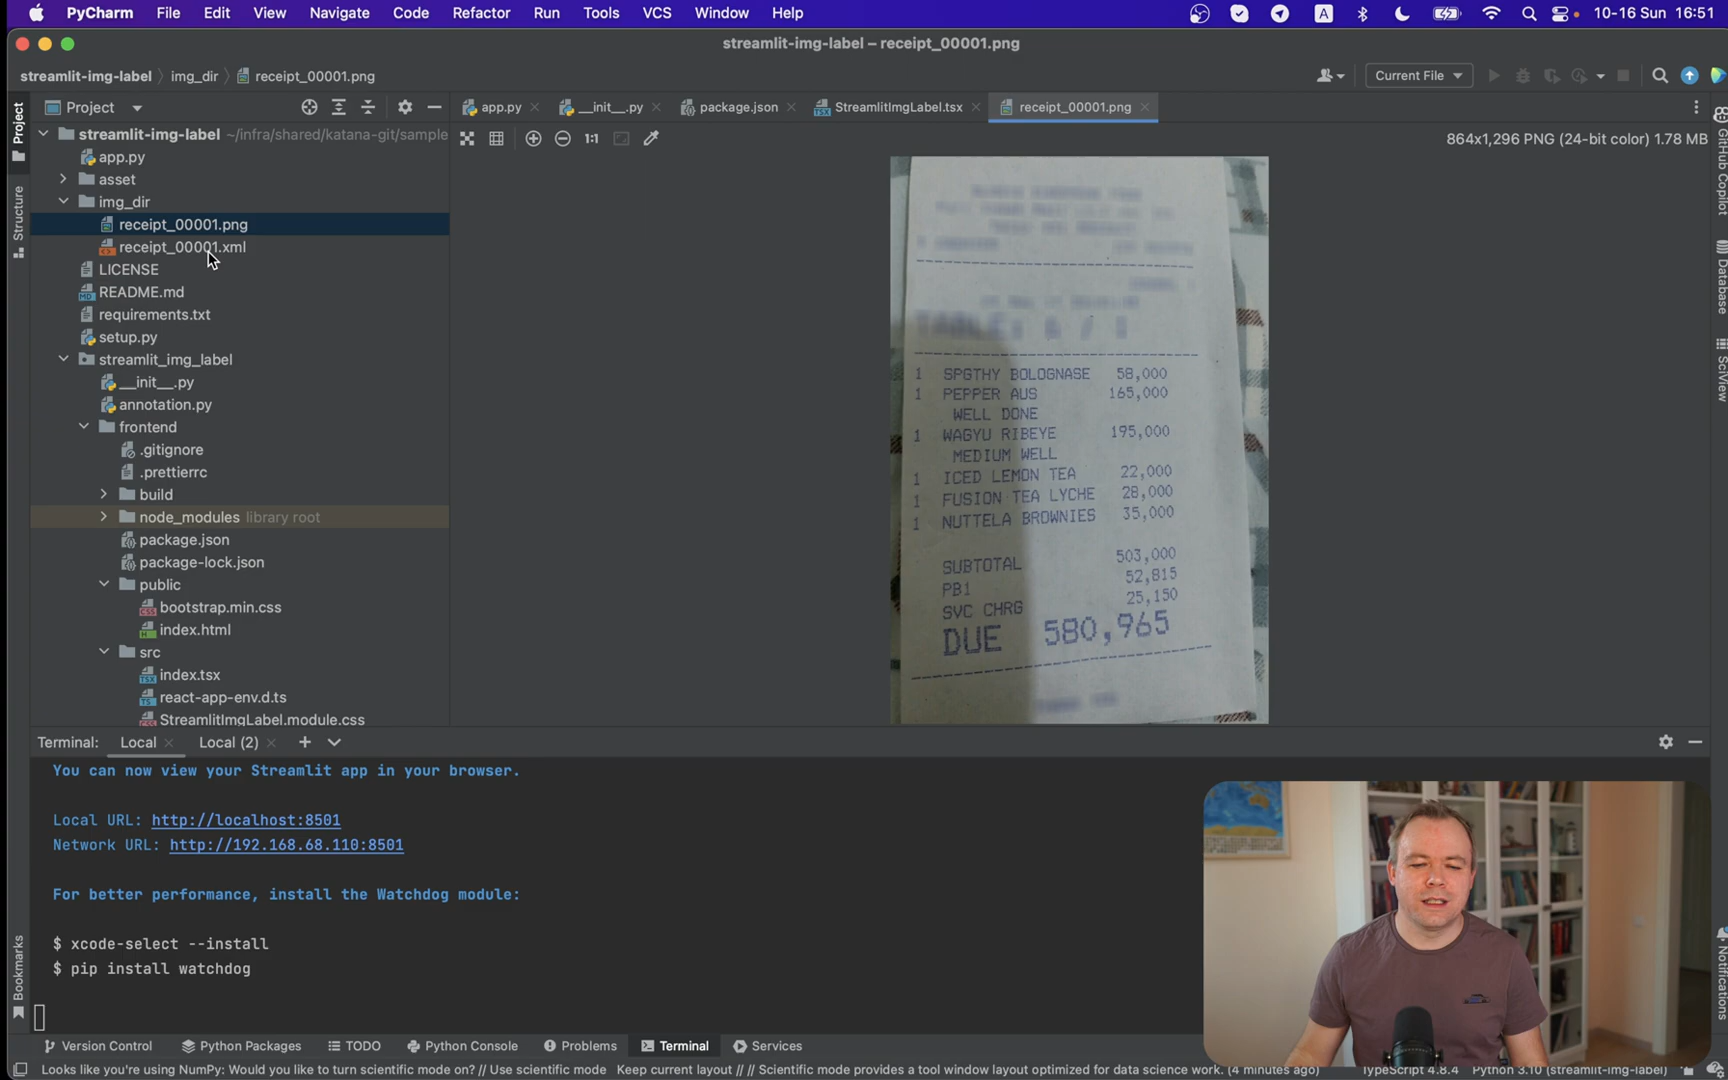 PyCharm File Edit View Navigate Code Refactor Run Tools VCS Window Help
A
10-16 Sun 16:51
streamlit-img-label – receipt_00001.png
streamlit-img-label 〉 img_dir 〉 receipt_00001.png
Current File
Project
app.py
__init__.py
package.json
StreamlitImgLabel.tsx
receipt_00001.png
1:1
864x1,296 PNG (24-bit color) 1.78 MB
Project
Structure
Bookmarks
streamlit-img-label ~/infra/shared/katana-git/sample
app.py
asset
img_dir
receipt_00001.png
receipt_00001.xml
LICENSE
README.md
requirements.txt
setup.py
streamlit_img_label
__init__.py
annotation.py
frontend
.gitignore
.prettierrc
build
node_modules library root
package.json
package-lock.json
public
bootstrap.min.css
index.html
src
index.tsx
react-app-env.d.ts
StreamlitImgLabel.module.css
1 SPGTHY BOLOGNASE 58,000
1 PEPPER AUS 165,000
WELL DONE
1 WAGYU RIBEYE 195,000
MEDIUM WELL
1 ICED LEMON TEA 22,000
1 FUSION TEA LYCHE 28,000
1 NUTTELA BROWNIES 35,000
SUBTOTAL 503,000
PB1 52,815
SVC CHRG 25,150
DUE 580,965
GitHub Copilot
Database
SciView
Notifications
Terminal: Local Local (2)
You can now view your Streamlit app in your browser.
Local URL: http://localhost:8501
Network URL: http://192.168.68.110:8501
For better performance, install the Watchdog module:
$ xcode-select --install
$ pip install watchdog
Version Control Python Packages TODO Python Console Problems Terminal Services
Looks like you're using NumPy: Would you like to turn scientific mode on? // Use scientific mode Keep current layout // // Scientific mode provides a tool window layout optimized for data science work. (4 minutes ago) TypeScript 4.8.4 Python 3.10 (streamlit-img-label)